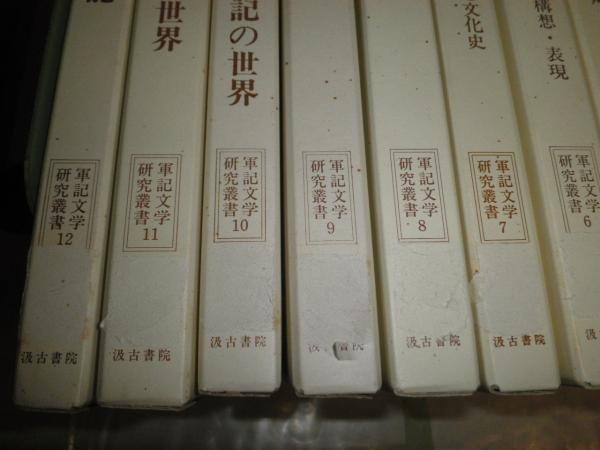 軍記文学
研究叢書
12
汲古書院
世界
軍記文学
研究叢書
11
汲古書院
記の世界
軍記文学
研究叢書
10
汲古書院
軍記文学
研究叢書
9
書院
軍記文学
研究叢書
8
汲古書院
文化史
軍記文学
研究叢書
7
汲古書院
構想・表現
軍記文学
研究叢書
6
汲